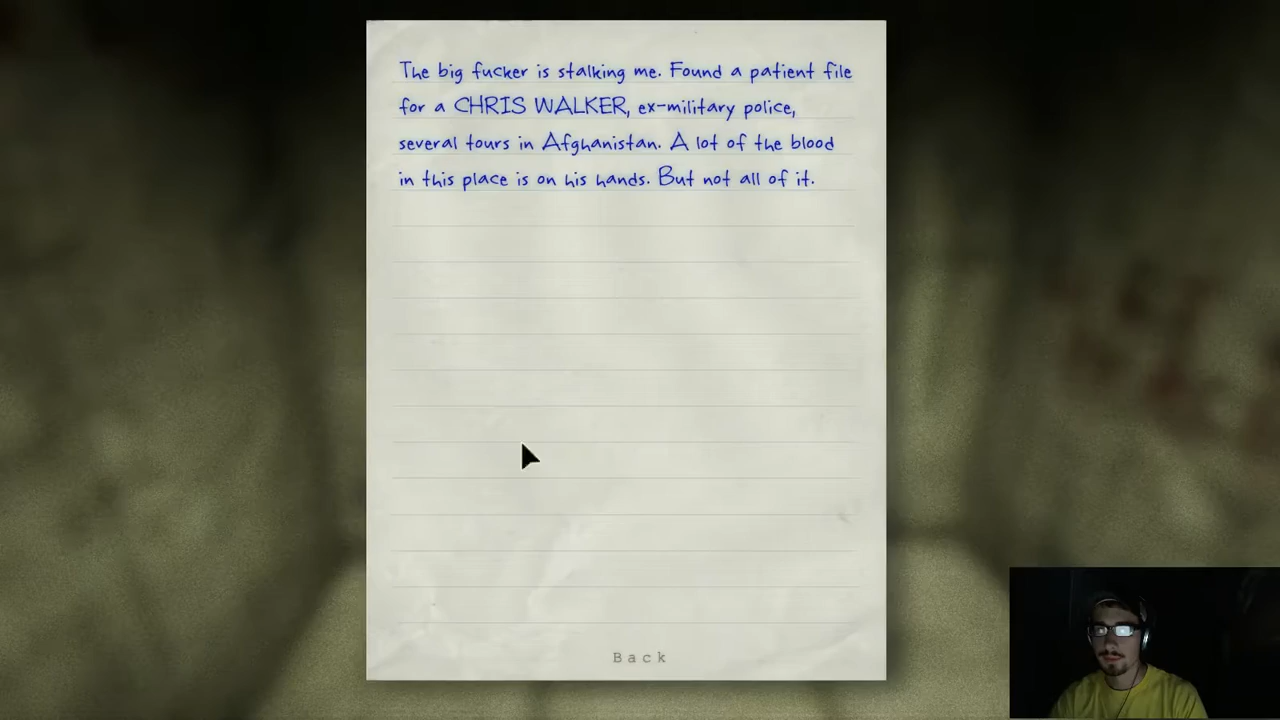 The big fucker is stalking me. Found a patient file
for a CHRIS WALKER, ex-military police,
several tours in Afghanistan. A lot of the blood
in this place is on his hands. But not all of it.
Back